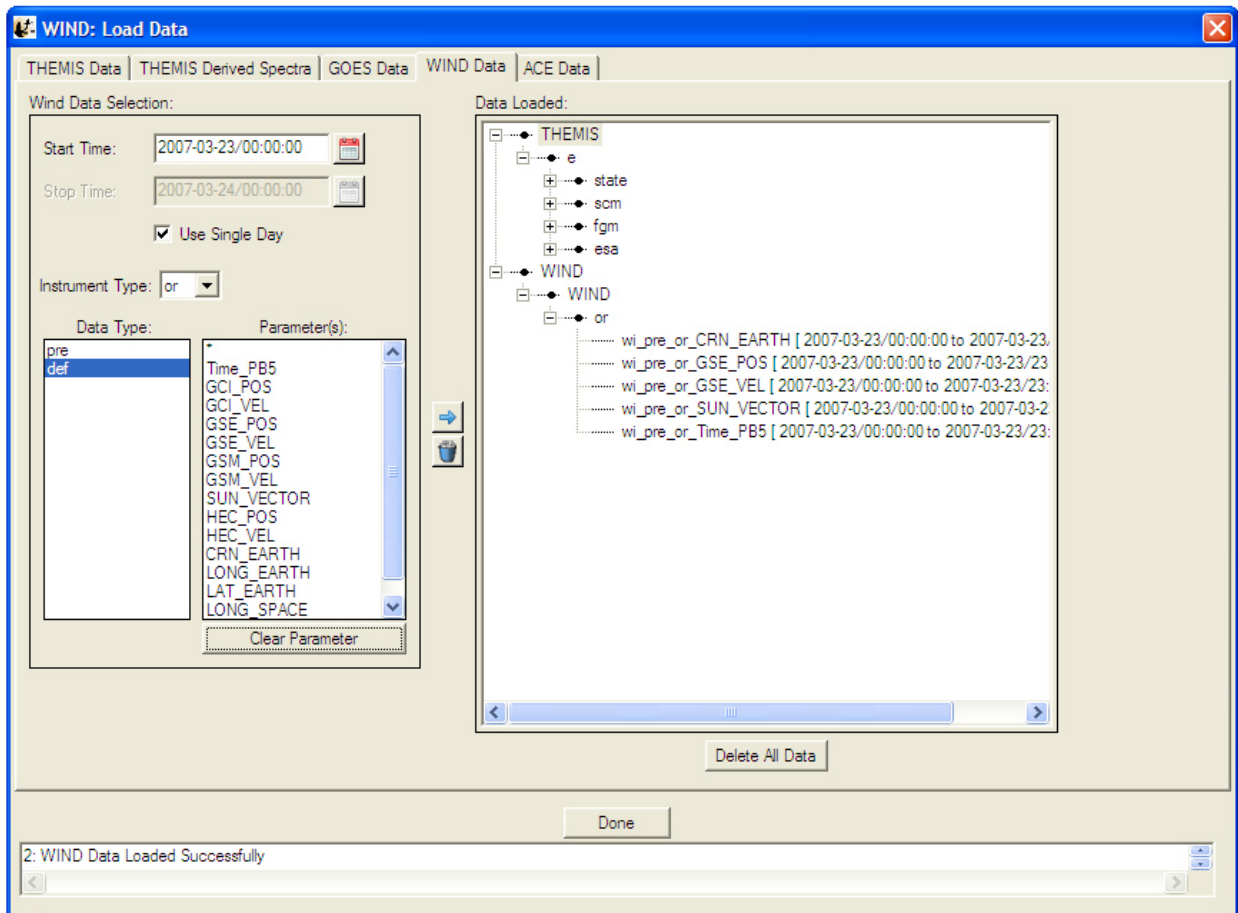 WIND: Load Data
THEMIS Data THEMIS Derived Spectra GOES Data WIND Data ACE Data
Wind Data Selection:
Start Time: 2007-03-23/00:00:00
Stop Time: 2007-03-24/00:00:00
Use Single Day
Instrument Type: or
Data Type:
pre
def
Parameter(s):
*
Time_PB5
GCI_POS
GCI_VEL
GSE_POS
GSE_VEL
GSM_POS
GSM_VEL
SUN_VECTOR
HEC_POS
HEC_VEL
CRN_EARTH
LONG_EARTH
LAT_EARTH
LONG_SPACE
Clear Parameter
Data Loaded:
THEMIS
e
state
scm
fgm
esa
WIND
WIND
or
wi_pre_or_CRN_EARTH [ 2007-03-23/00:00:00 to 2007-03-23/
wi_pre_or_GSE_POS [ 2007-03-23/00:00:00 to 2007-03-23/23
wi_pre_or_GSE_VEL [ 2007-03-23/00:00:00 to 2007-03-23/23:
wi_pre_or_SUN_VECTOR [ 2007-03-23/00:00:00 to 2007-03-2
wi_pre_or_Time_PB5 [ 2007-03-23/00:00:00 to 2007-03-23/23:
Delete All Data
Done
2: WIND Data Loaded Successfully